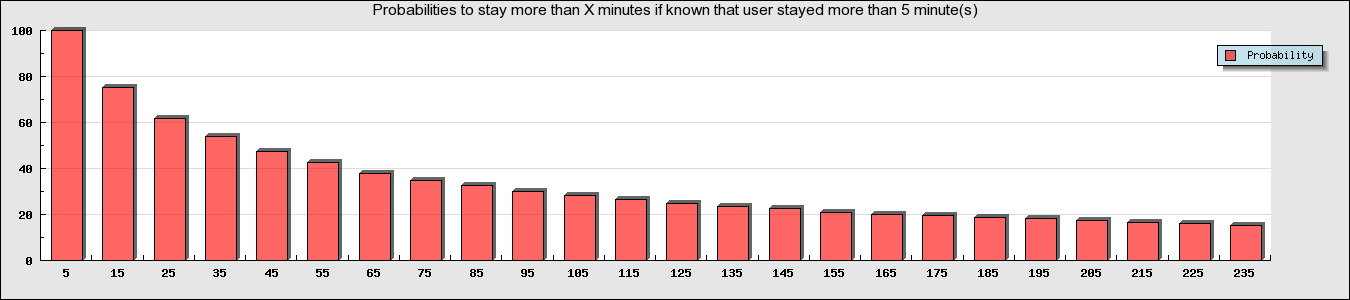 Probabilities to stay more than X minutes if known that user stayed more than 5 minute(s)
100
80
60
40
20
0
Probability
5 15 25 35 45 55 65 75 85 95 105 115 125 135 145 155 165 175 185 195 205 215 225 235